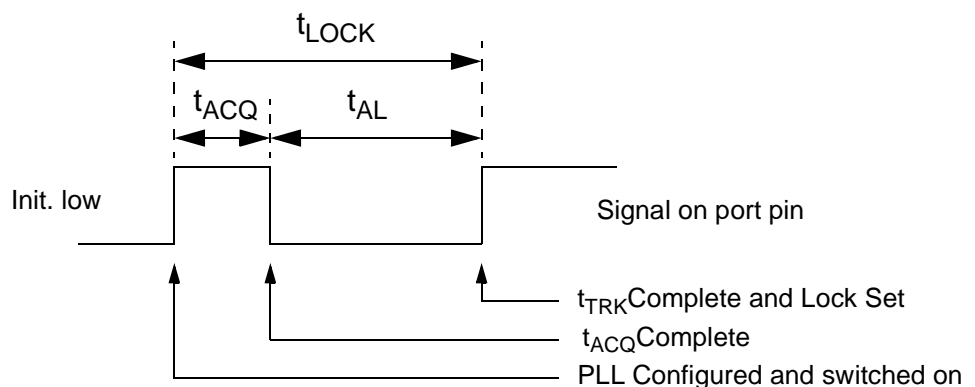 tLOCK
tACQ
tAL
Init. low
Signal on port pin
tTRKComplete and Lock Set
tACQComplete
PLL Configured and switched on